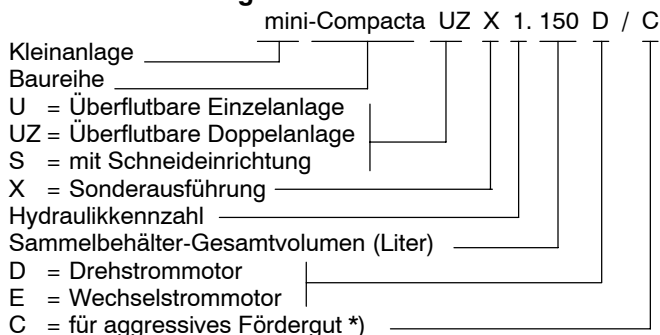 mini-Compacta UZ X 1. 150 D / C
Kleinanlage
Baureihe
U = Überflutbare Einzelanlage
UZ = Überflutbare Doppelanlage
S = mit Schneideinrichtung
X = Sonderausführung
Hydraulikkennzahl
Sammelbehälter-Gesamtvolumen (Liter)
D = Drehstrommotor
E = Wechselstrommotor
C = für aggressives Fördergut *)